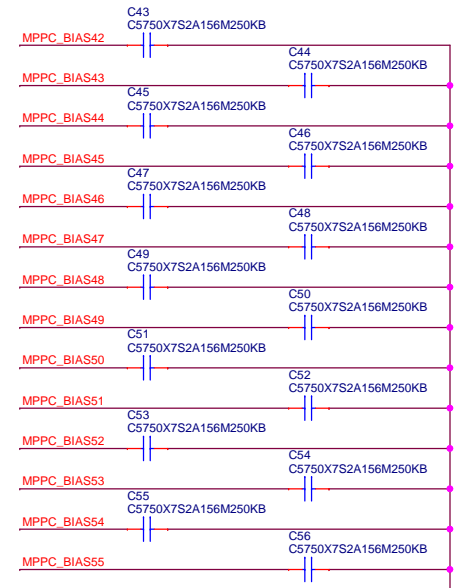 C43
C5750X7S2A156M250KB
MPPC_BIAS42
C44
C5750X7S2A156M250KB
MPPC_BIAS43
C45
C5750X7S2A156M250KB
MPPC_BIAS44
C46
C5750X7S2A156M250KB
MPPC_BIAS45
C47
C5750X7S2A156M250KB
MPPC_BIAS46
C48
C5750X7S2A156M250KB
MPPC_BIAS47
C49
C5750X7S2A156M250KB
MPPC_BIAS48
C50
C5750X7S2A156M250KB
MPPC_BIAS49
C51
C5750X7S2A156M250KB
MPPC_BIAS50
C52
C5750X7S2A156M250KB
MPPC_BIAS51
C53
C5750X7S2A156M250KB
MPPC_BIAS52
C54
C5750X7S2A156M250KB
MPPC_BIAS53
C55
C5750X7S2A156M250KB
MPPC_BIAS54
C56
C5750X7S2A156M250KB
MPPC_BIAS55